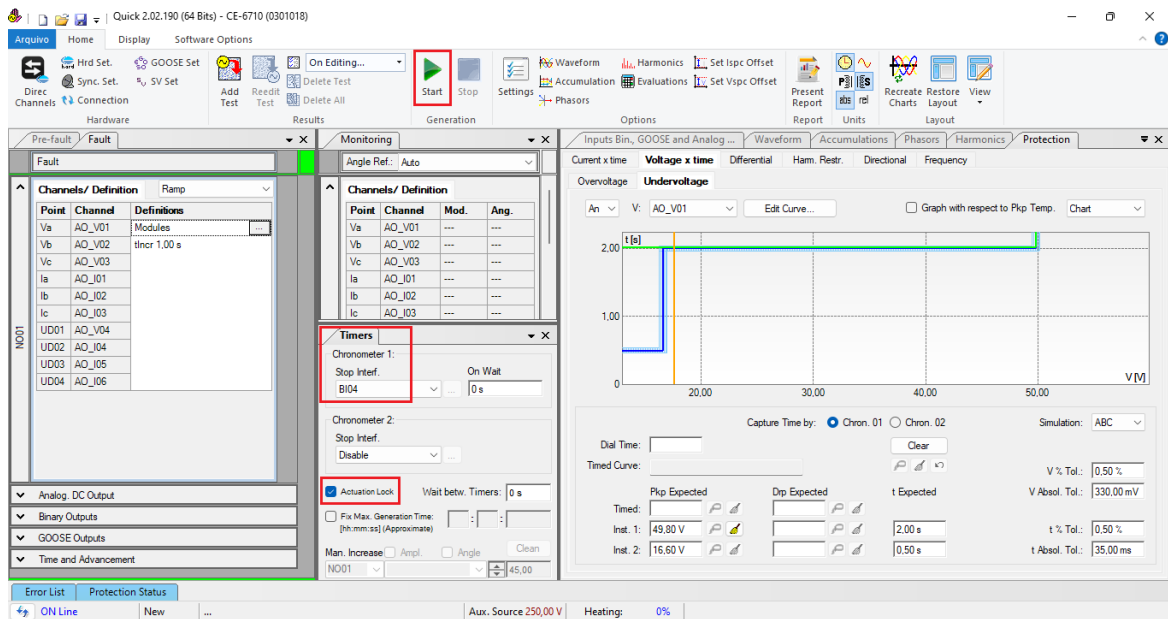 Quick 2.02.190 (64 Bits) - CE-6710 (0301018)
Arquivo Home Display Software Options
Direc Channels
Hrd Set.
Sync. Set.
Connection
GOOSE Set
SV Set
Hardware
Add Test
Redit Test
On Editing...
Delete Test
Delete All
Results
Start
Stop
Generation
Settings
Waveform
Accumulation
Phasors
Harmonics
Evaluations
Set Ispc Offset
Set Vspc Offset
Options
Present Report
Report
abs rel
Units
Recreate Charts
Restore Layout
View
Layout
Pre-fault Fault
Fault
Channels/ Definition Ramp
Point Channel Definitions
Va AO_V01 Modules ...
Vb AO_V02 tIncr 1,00 s
Vc AO_V03
Ia AO_I01
Ib AO_I02
Ic AO_I03
UD01 AO_V04
UD02 AO_I04
UD03 AO_I05
UD04 AO_I06
NO01
Analog. DC Output
Binary Outputs
GOOSE Outputs
Time and Advancement
Monitoring
Angle Ref.: Auto
Channels/ Definition
Point Channel Mod. Ang.
Va AO_V01 --- ---
Vb AO_V02 --- ---
Vc AO_V03 --- ---
Ia AO_I01 --- ---
Ib AO_I02 --- ---
Ic AO_I03 --- ---
Timers
Chronometer 1:
Stop Interf. On Wait
BI04 ... 0 s
Chronometer 2:
Stop Interf.
Disable ...
Actuation Lock Wait betw. Timers: 0 s
Fix Max. Generation Time: : :
[hh:mm:ss] (Approximate)
Man. Increase Ampl. Angle Clean
NO01 45,00
Inputs Bin., GOOSE and Analog ... Waveform Accumulations Phasors Harmonics Protection
Current x time Voltage x time Differential Harm. Restr. Directional Frequency
Overvoltage Undervoltage
An V: AO_V01 Edit Curve... Graph with respect to Pkp Temp. Chart
t [s]
2,00
1,00
0
20,00 30,00 40,00 50,00
V [V]
Capture Time by: Chron. 01 Chron. 02 Simulation: ABC
Dial Time: Clear
Timed Curve: V % Tol.: 0,50 %
Pkp Expected Drp Expected t Expected V Absol. Tol.: 330,00 mV
Timed:
Inst. 1: 49,80 V 2,00 s t % Tol.: 0,50 %
Inst. 2: 16,60 V 0,50 s t Absol. Tol.: 35,00 ms
Error List Protection Status
ON Line New ... Aux. Source 250,00 V Heating: 0%